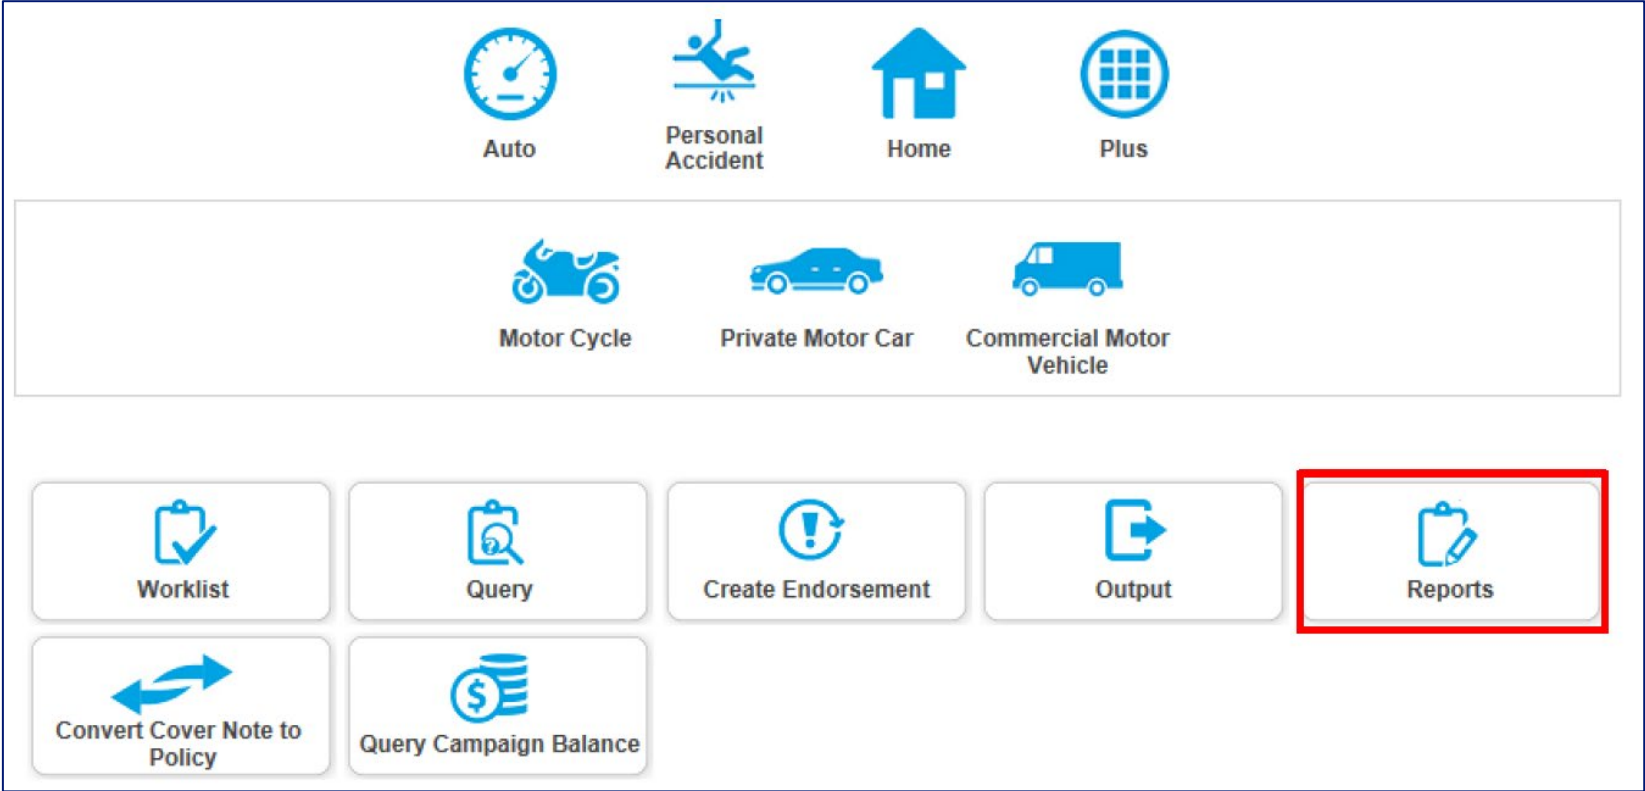 Auto
Personal
Accident
Home
Plus
Motor Cycle
Private Motor Car
Commercial Motor
Vehicle
Worklist
Query
Create Endorsement
Output
Reports
Convert Cover Note to
Policy
Query Campaign Balance